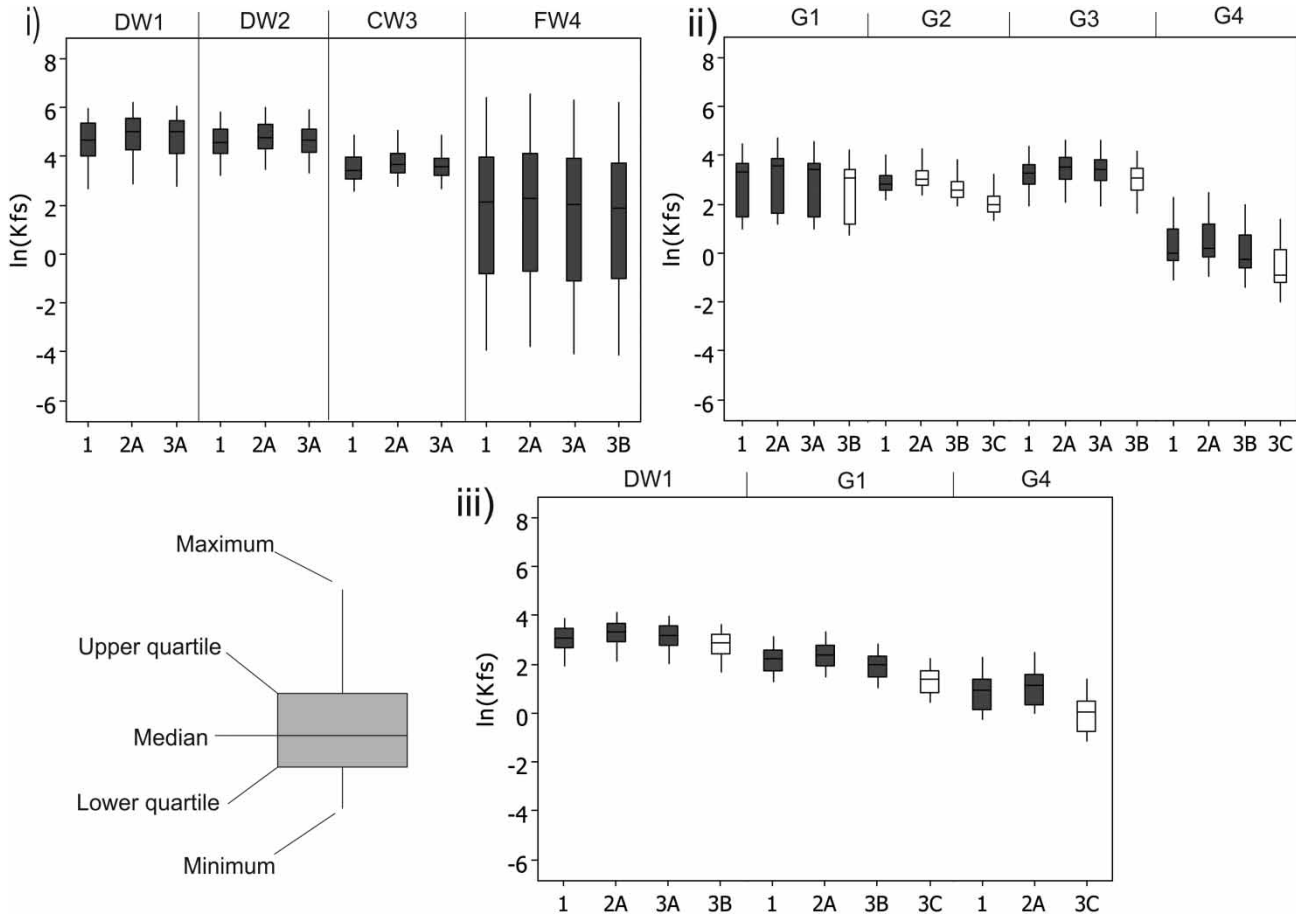 i)
DW1 DW2 CW3 FW4
ln(Kfs)
8
6
4
2
0
-2
-4
-6
1 2A 3A 1 2A 3A 1 2A 3A 1 2A 3A 3B
ii)
G1 G2 G3 G4
ln(Kfs)
8
6
4
2
0
-2
-4
-6
1 2A 3A 3B 1 2A 3B 3C 1 2A 3A 3B 1 2A 3B 3C
Maximum
Upper quartile
Median
Lower quartile
Minimum
iii)
DW1 G1 G4
ln(Kfs)
8
6
4
2
0
-2
-4
-6
1 2A 3A 3B 1 2A 3B 3C 1 2A 3C